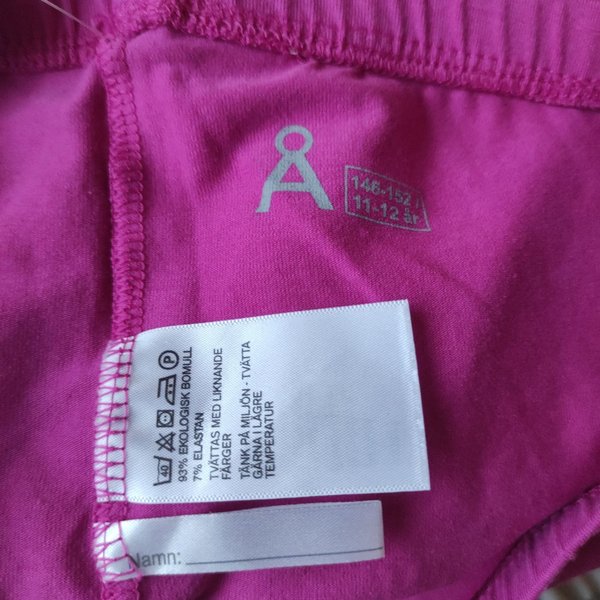 Å
146-152 /
11-12 år
40 P
93% EKOLOGISK BOMULL
7% ELASTAN
TVÄTTAS MED LIKNANDE
FÄRGER
TÄNK PÅ MILJÖN - TVÄTTA
GÄRNA I LÄGRE
TEMPERATUR
Namn: